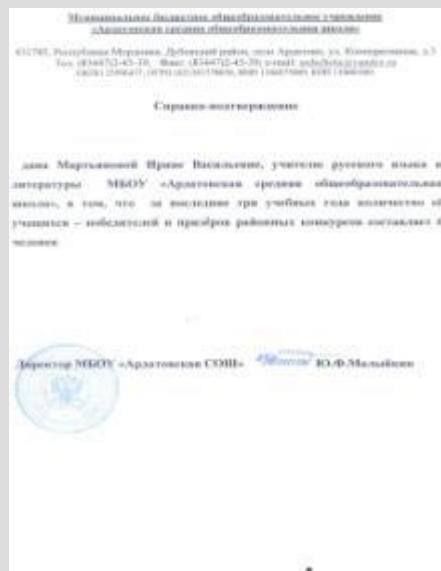 Муниципальное бюджетное общеобразовательное учреждение
«Ардатовская средняя общеобразовательная школа»
Республика Мордовия, Дубенский район, село Ардатово, ул.
Справка-подтверждение
дана Мартьяновой Ирине Васильевне, учителю русского языка и
литературы МБОУ «Ардатовская средняя общеобразовательная
школа», в том, что за последние три учебных года количество
учащихся – победителей и призёров районных конкурсов составляет
человек
Директор МБОУ «Ардатовская СОШ» Ю.Ф.Малыйкин